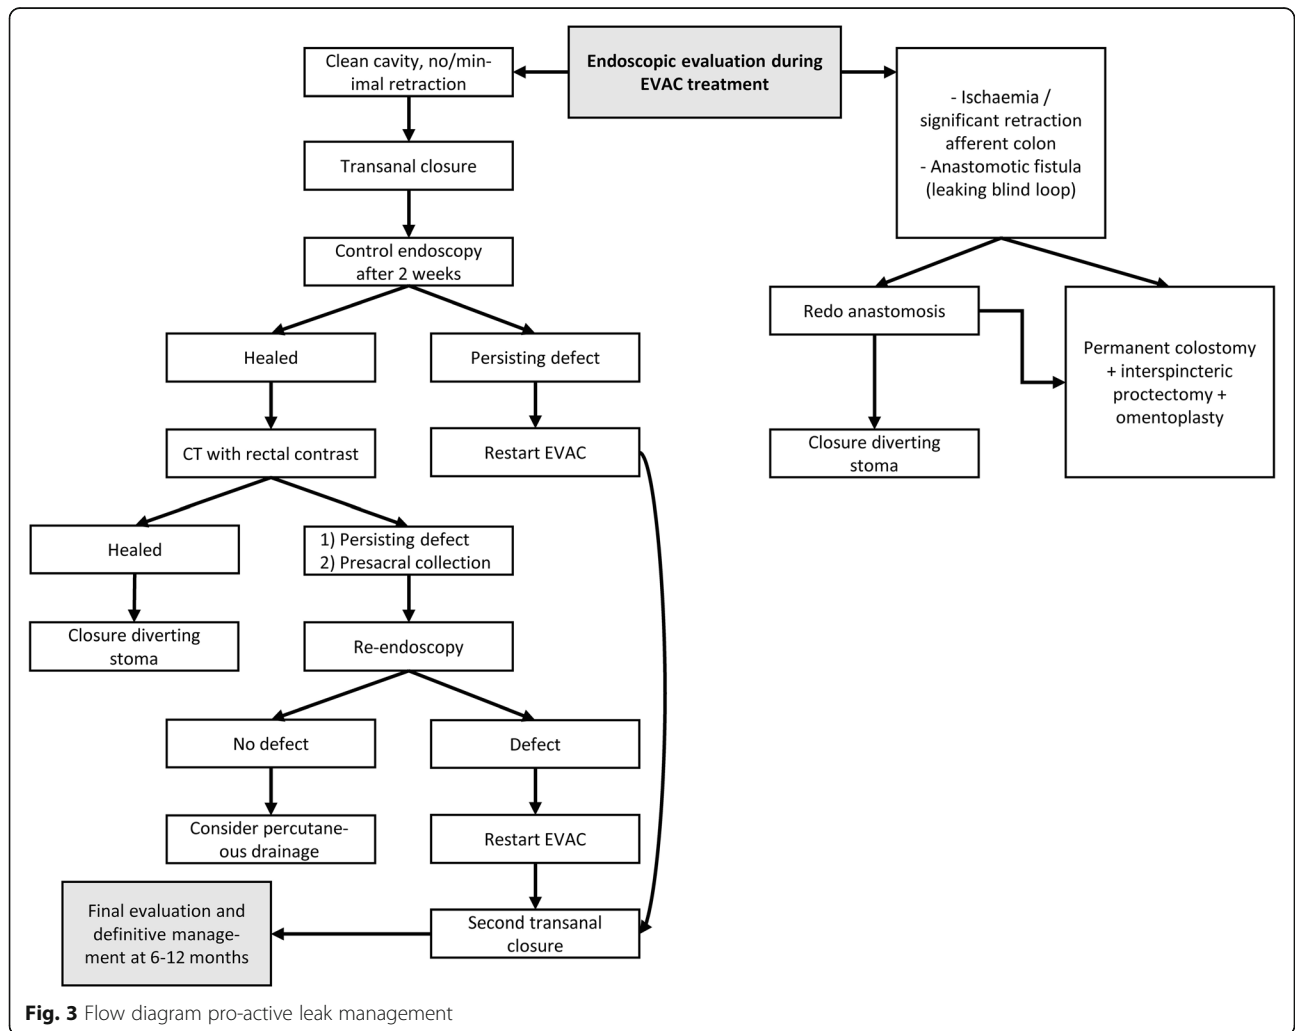 Endoscopic evaluation during
EVAC treatment
Clean cavity, no/min-
imal retraction
- Ischaemia /
significant retraction
afferent colon
- Anastomotic fistula
(leaking blind loop)
Transanal closure
Control endoscopy
after 2 weeks
Redo anastomosis
Permanent colostomy
+ interspincteric
proctectomy +
omentoplasty
Healed
Persisting defect
CT with rectal contrast
Restart EVAC
Closure diverting
stoma
Healed
1) Persisting defect
2) Presacral collection
Closure diverting
stoma
Re-endoscopy
No defect
Defect
Consider percutane-
ous drainage
Restart EVAC
Second transanal
closure
Final evaluation and
definitive manage-
ment at 6-12 months
Fig. 3 Flow diagram pro-active leak management